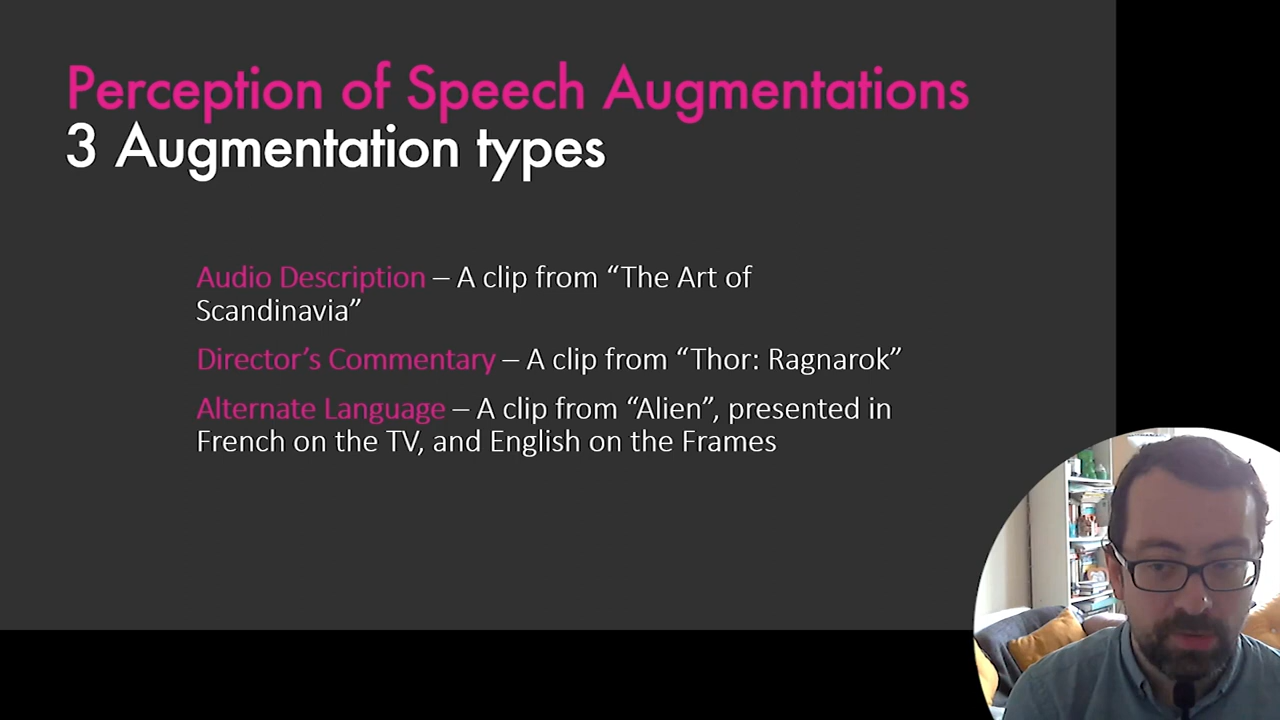 Perception of Speech Augmentations
3 Augmentation types
Audio Description – A clip from “The Art of
Scandinavia”
Director’s Commentary – A clip from “Thor: Ragnarok”
Alternate Language – A clip from “Alien”, presented in
French on the TV, and English on the Frames